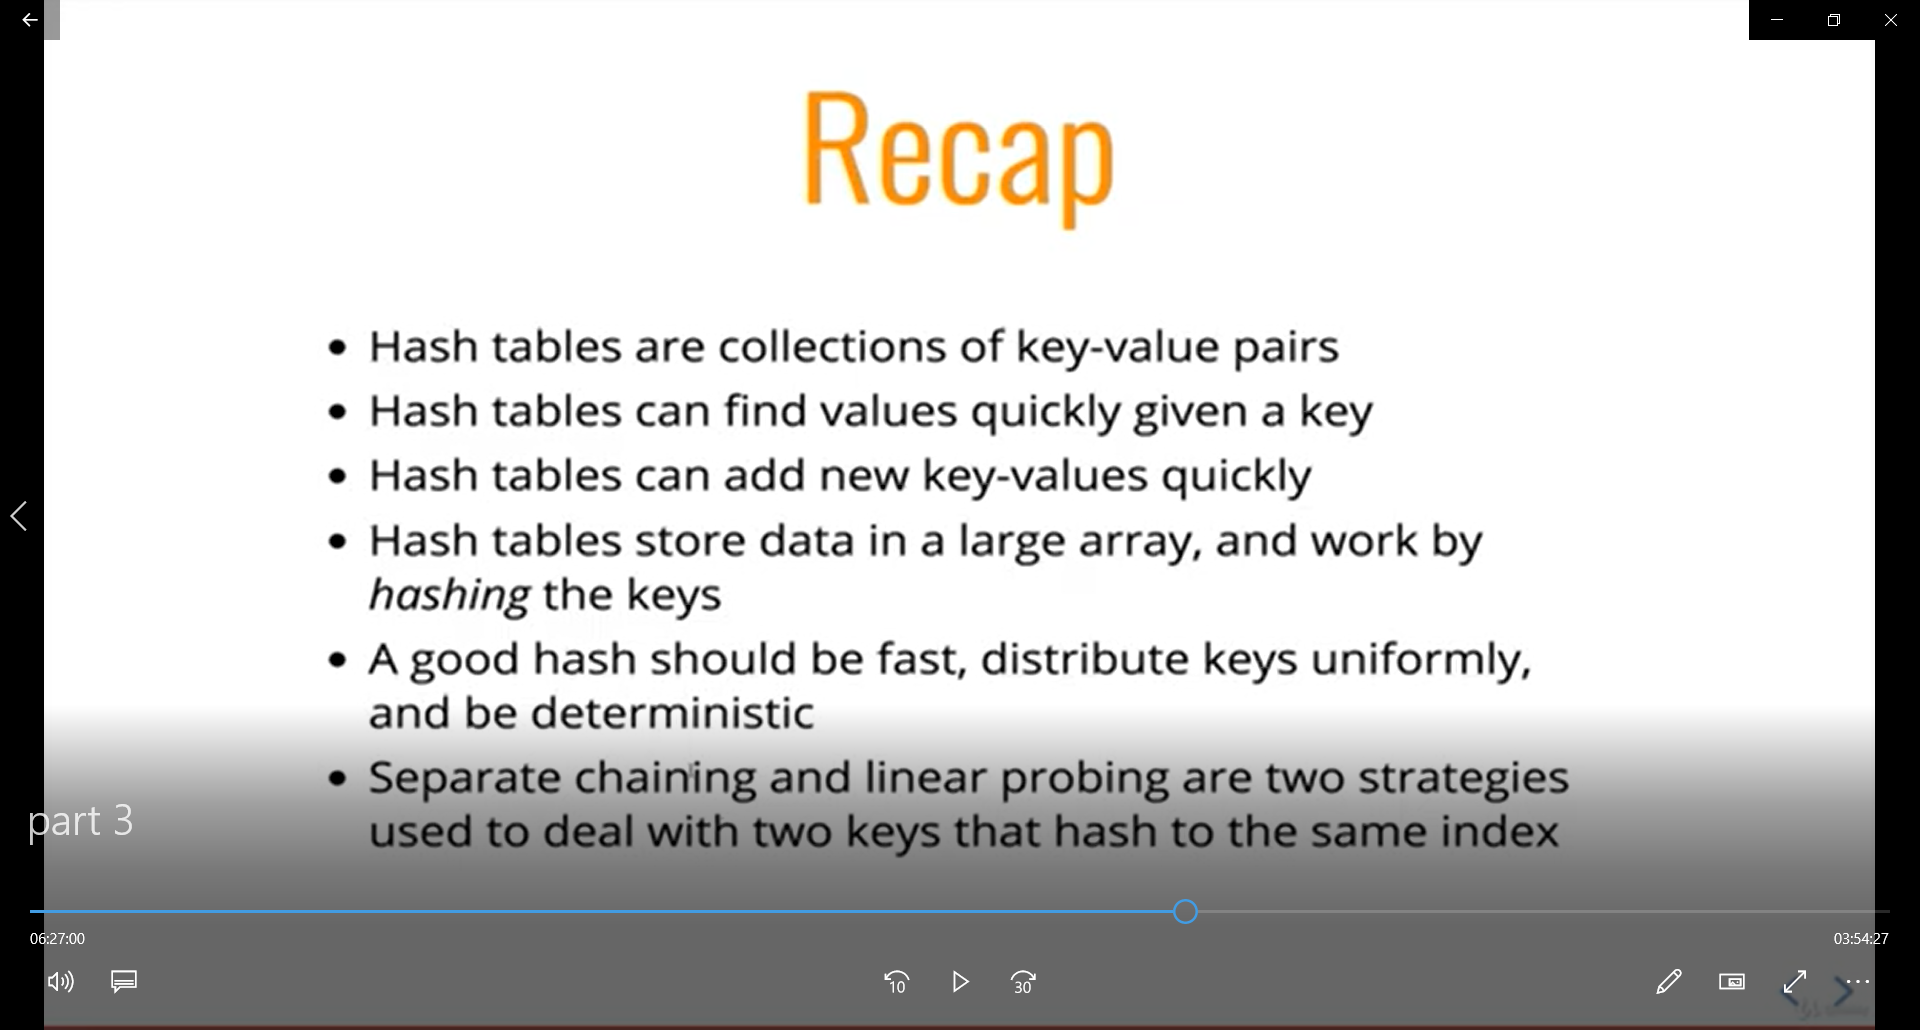 Recap
• Hash tables are collections of key-value pairs
• Hash tables can find values quickly given a key
• Hash tables can add new key-values quickly
• Hash tables store data in a large array, and work by
hashing the keys
• A good hash should be fast, distribute keys uniformly,
and be deterministic
• Separate chaining and linear probing are two strategies
used to deal with two keys that hash to the same index
part 3
06:27:00
03:54:27
10
30